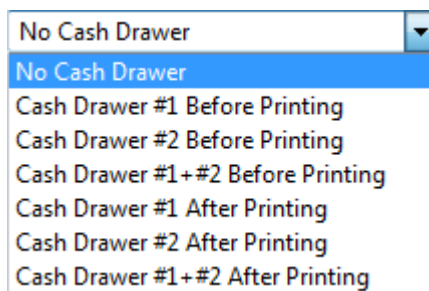 No Cash Drawer
No Cash Drawer
Cash Drawer #1 Before Printing
Cash Drawer #2 Before Printing
Cash Drawer #1+#2 Before Printing
Cash Drawer #1 After Printing
Cash Drawer #2 After Printing
Cash Drawer #1+#2 After Printing